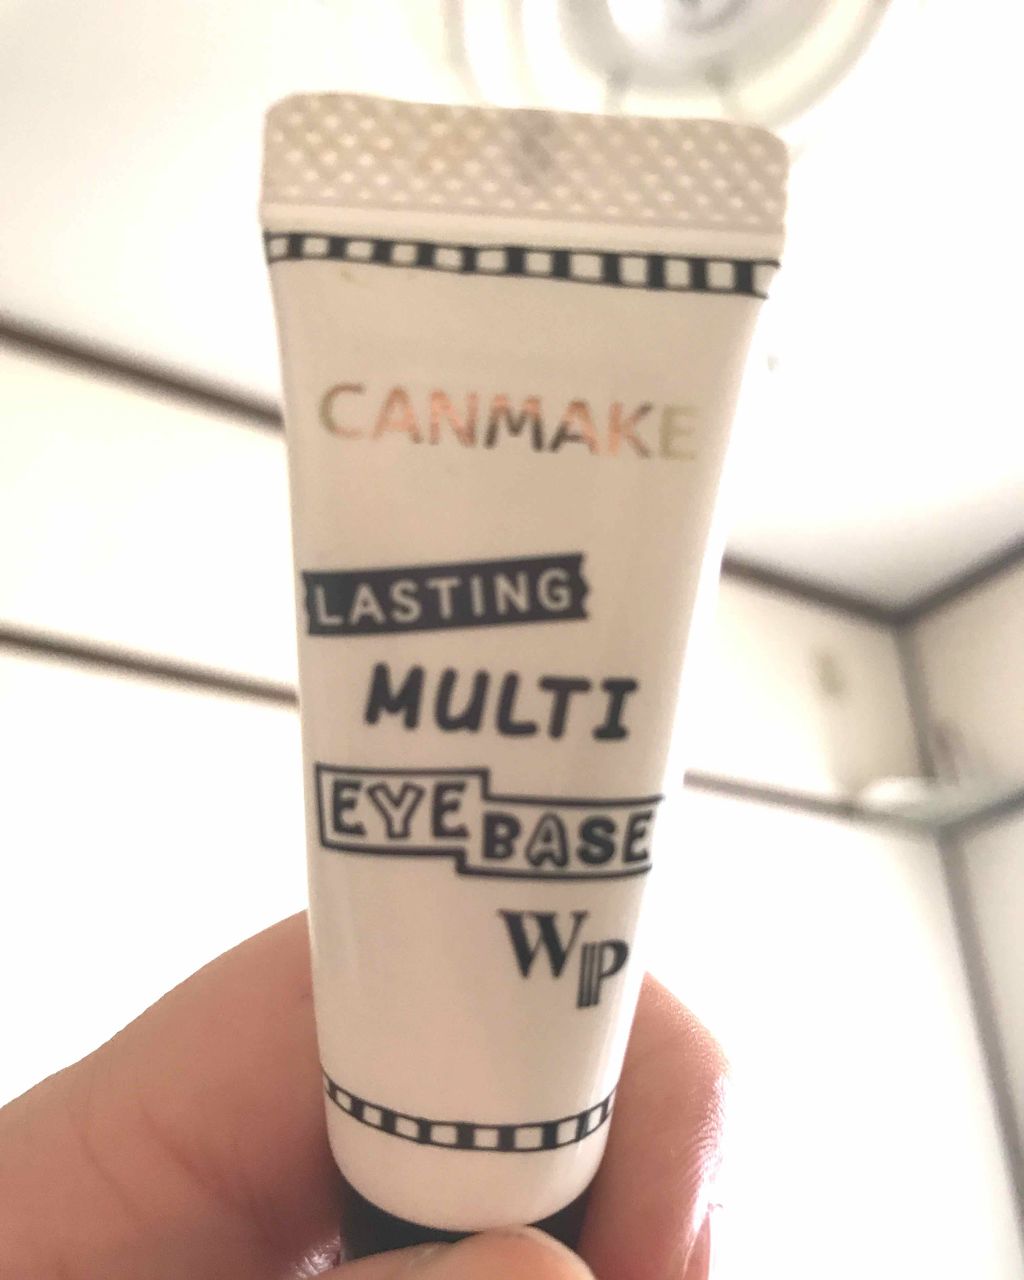 CANMAKE
LASTING
MULTI
EYE BASE
WP